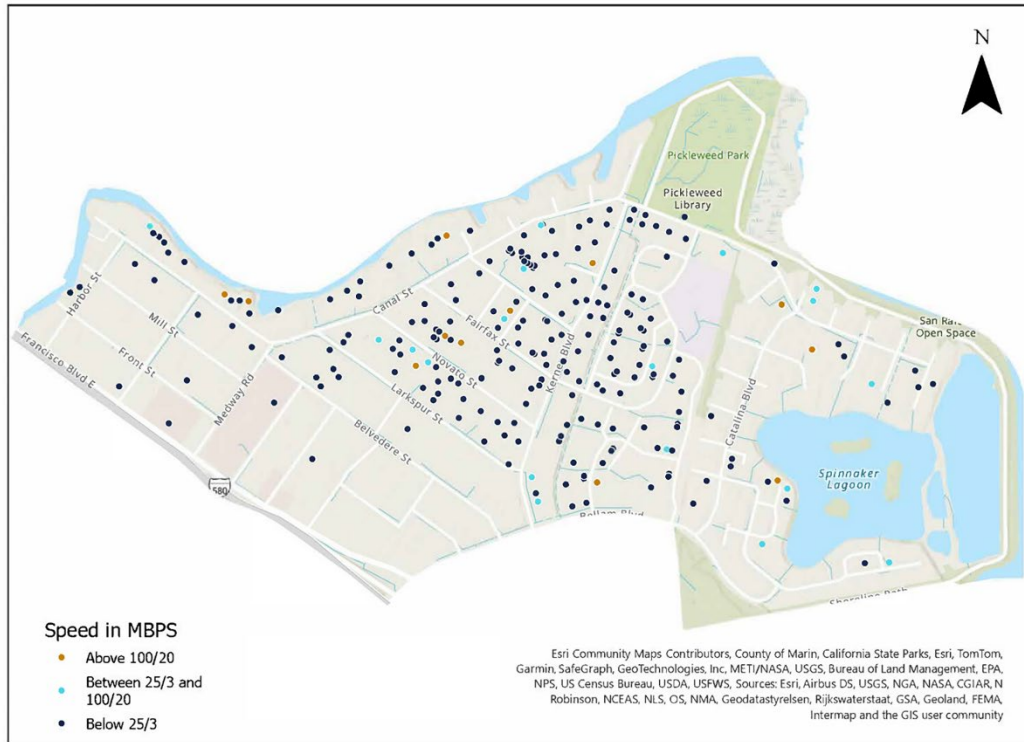 N
Pickleweed Park
Pickleweed
Library
Harbor St
Mill St
Front St
Francisco Blvd E
Medway Rd
Canal St
Fairfax St
Novato St
Larkspur St
Belvedere St
Kerner Blvd
Catalina Blvd
San Raf
Open Space
Spinnaker
Lagoon
580
Bellam Blvd
Shoreline Path
Speed in MBPS
Above 100/20
Between 25/3 and
100/20
Below 25/3
Esri Community Maps Contributors, County of Marin, California State Parks, Esri, TomTom,
Garmin, SafeGraph, GeoTechnologies, Inc, METI/NASA, USGS, Bureau of Land Management, EPA,
NPS, US Census Bureau, USDA, USFWS, Sources: Esri, Airbus DS, USGS, NGA, NASA, CGIAR, N
Robinson, NCEAS, NLS, OS, NMA, Geodatastyrelsen, Rijkswaterstaat, GSA, Geoland, FEMA,
Intermap and the GIS user community